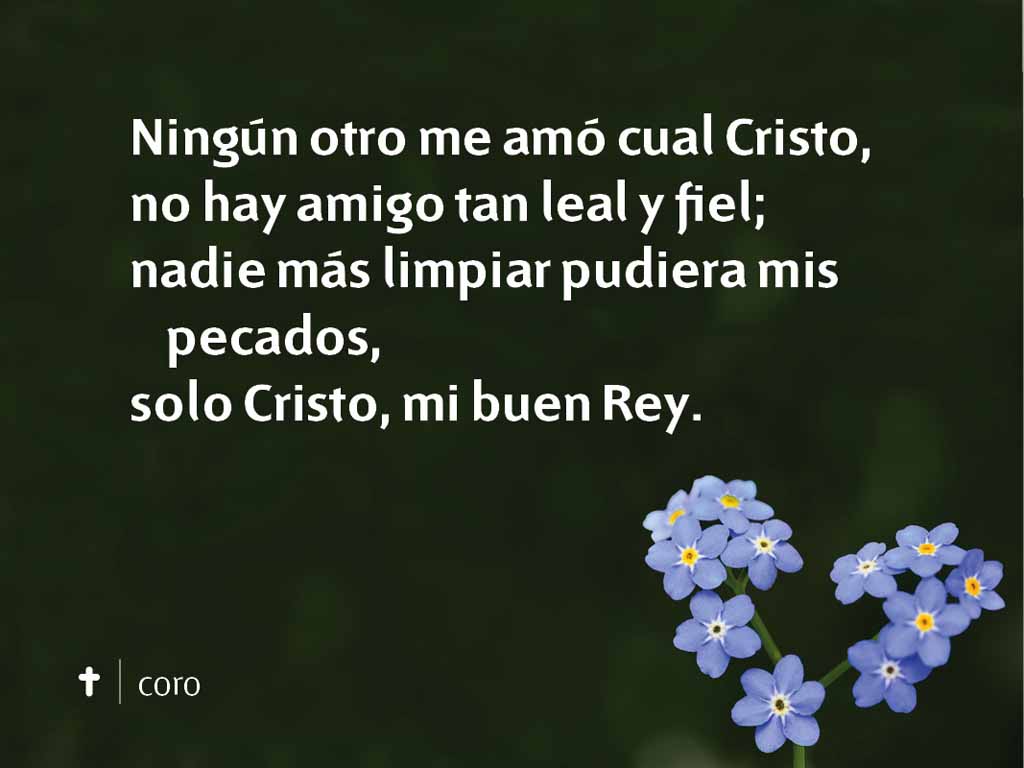 Ningún otro me amó cual Cristo,
no hay amigo tan leal y fiel;
nadie más limpiar pudiera mis
pecados,
solo Cristo, mi buen Rey.
coro